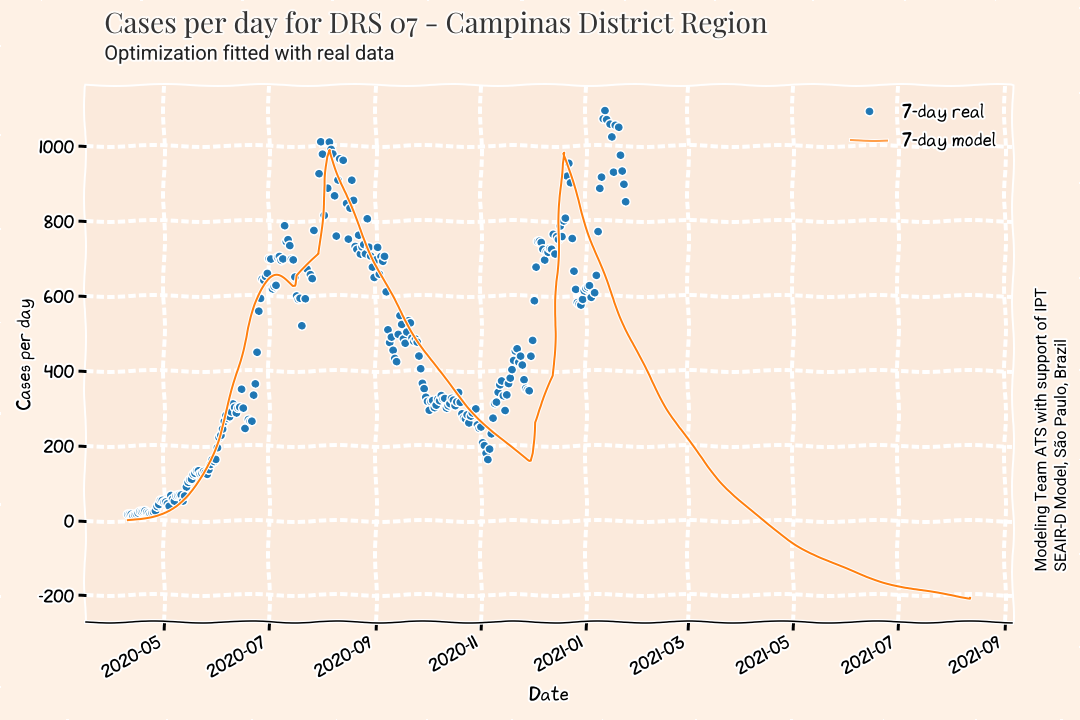 Cases per day for DRS 07 - Campinas District Region
Optimization fitted with real data
7-day real
7-day model
1000
800
600
400
200
0
-200
Cases per day
2020-05
2020-07
2020-09
2020-11
2021-01
2021-03
2021-05
2021-07
2021-09
Date
Modeling Team ATS with support of IPT
SEAIR-D Model, São Paulo, Brazil